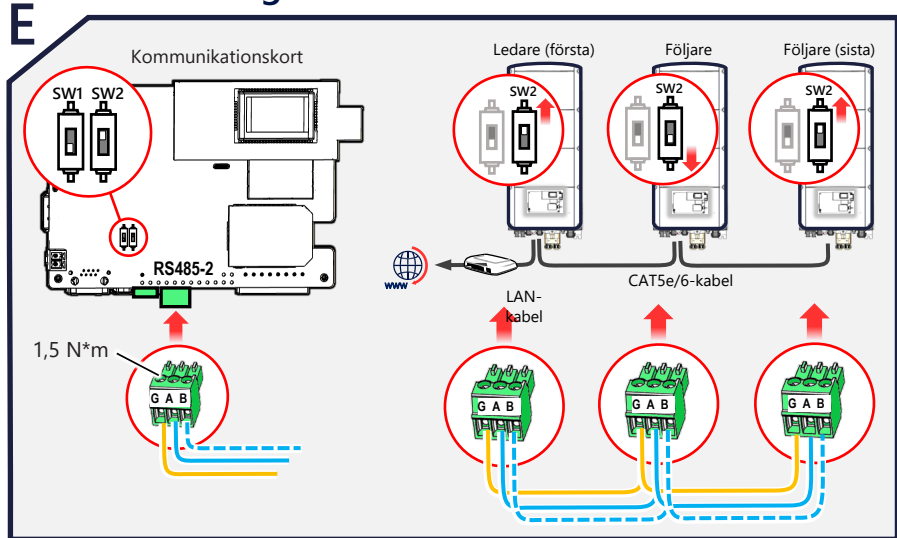 E
Kommunikationskort
SW1 SW2
RS485-2
1,5 N*m
G A B
Ledare (första)
Följare
Följare (sista)
SW2
SW2
SW2
www
LAN-
kabel
CAT5e/6-kabel
G A B
G A B
G A B